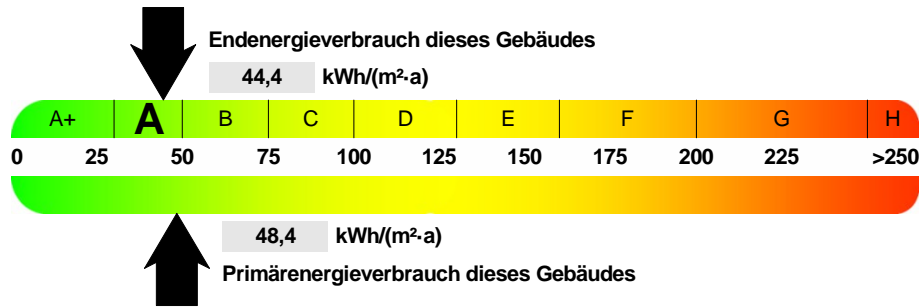 Endenergieverbrauch dieses Gebäudes
44,4 kWh/(m²·a)
A+ A B C D E F G H
0 25 50 75 100 125 150 175 200 225 >250
48,4 kWh/(m²·a)
Primärenergieverbrauch dieses Gebäudes